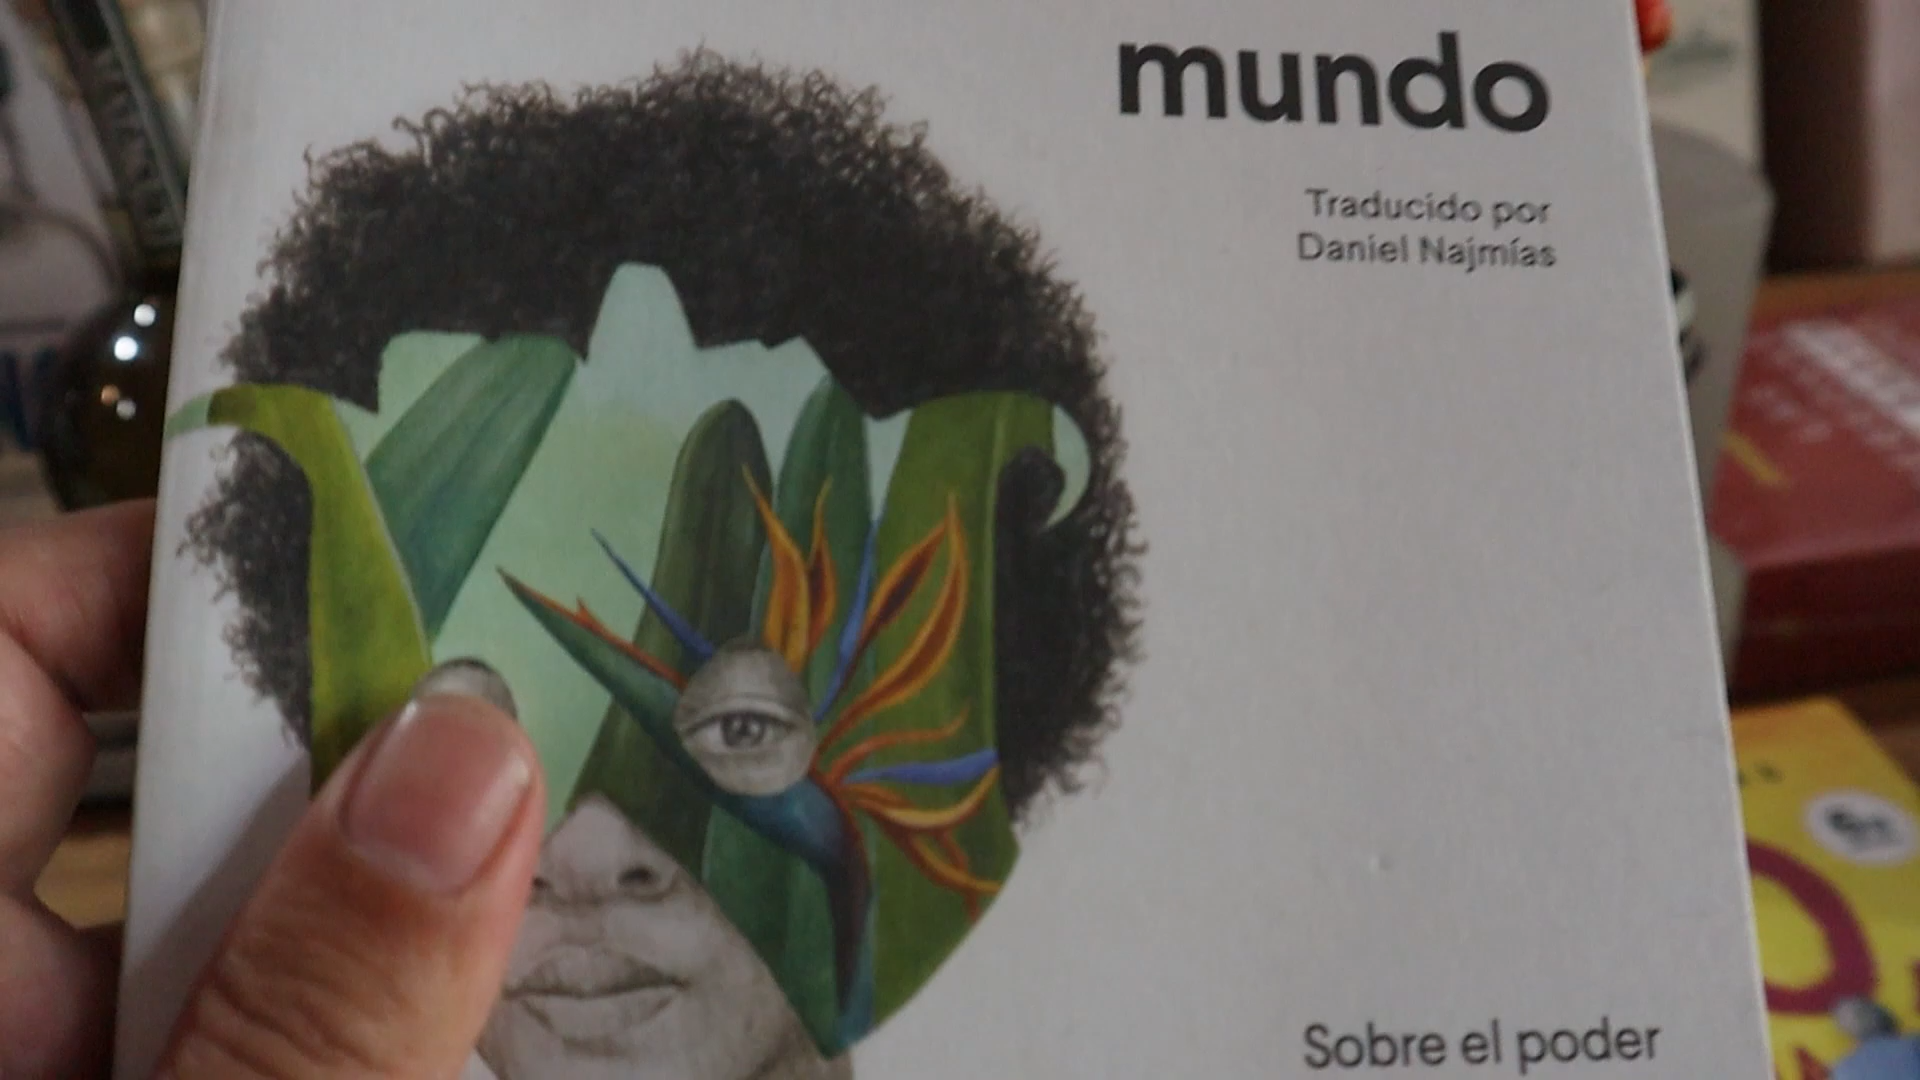 mundo
Traducido por
Daniel Najmías
Sobre el poder